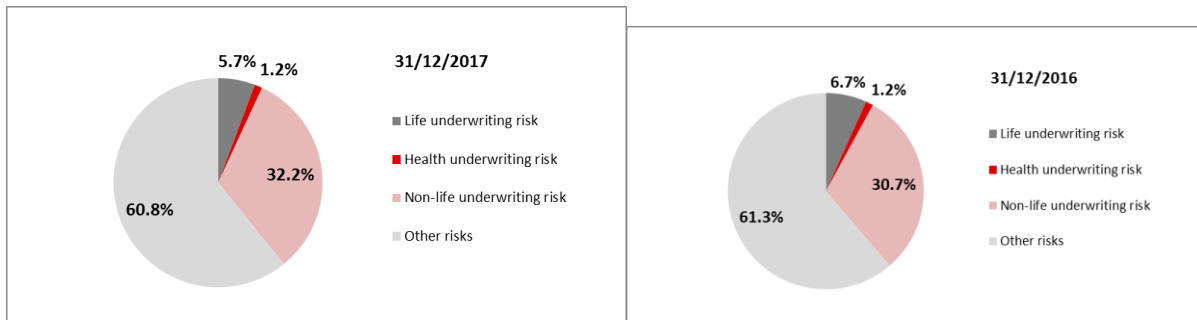 31/12/2017
5.7%
1.2%
32.2%
60.8%
Life underwriting risk
Health underwriting risk
Non-life underwriting risk
Other risks
31/12/2016
6.7%
1.2%
30.7%
61.3%
Life underwriting risk
Health underwriting risk
Non-life underwriting risk
Other risks